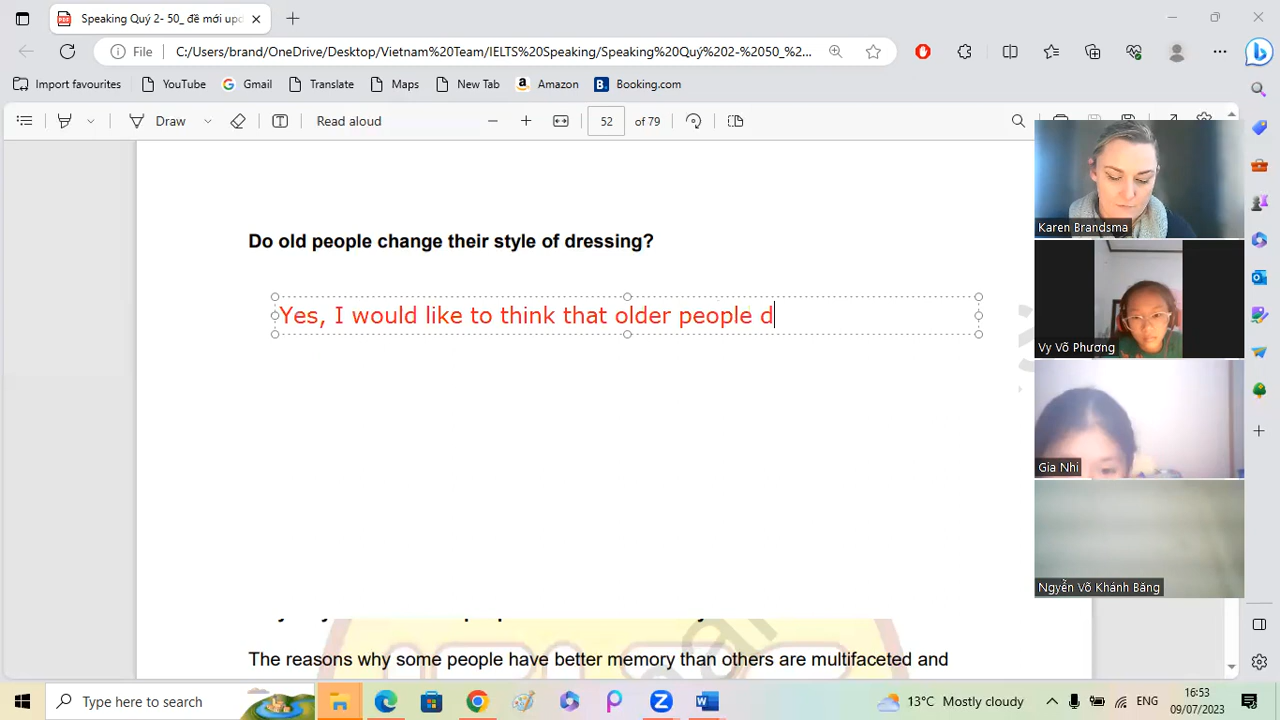 Speaking Quý 2- 50_ đề mới upd
File
C:/Users/brand/OneDrive/Desktop/Vietnam%20Team/IELTS%20Speaking/Speaking%20Quý%202-%2050_%2...
Import favourites
YouTube
Gmail
Translate
Maps
New Tab
Amazon
Booking.com
Draw
Read aloud
52
of 79
Karen Brandsma
Do old people change their style of dressing?
Yes, I would like to think that older people d
Vy Võ Phương
Gia Nhi
Nguyễn Võ Khánh Băng
The reasons why some people have better memory than others are multifaceted and
Type here to search
13°C Mostly cloudy
ENG
16:53
09/07/2023